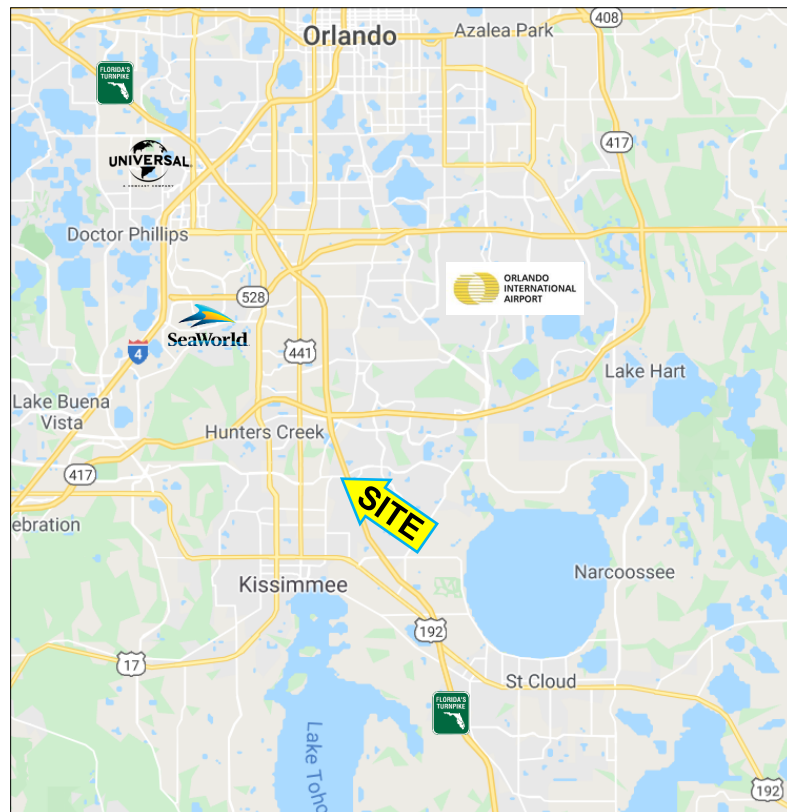 408
Orlando
Azalea Park
FLORIDA'S
TURNPIKE
417
UNIVERSAL
A COMCAST COMPANY
Doctor Phillips
ORLANDO
INTERNATIONAL
AIRPORT
528
SeaWorld
441
4
Lake Hart
Lake Buena
Vista
Hunters Creek
417
SITE
ebration
Narcoossee
Kissimmee
192
17
St Cloud
FLORIDA'S
TURNPIKE
Lake Toho
192